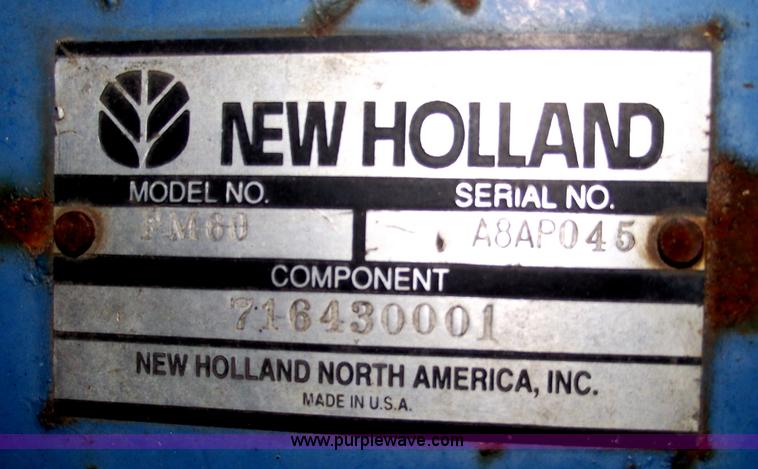 NEW HOLLAND
MODEL NO. SERIAL NO.
A8AP045
COMPONENT
716430001
NEW HOLLAND NORTH AMERICA, INC.
MADE IN U.S.A.
www.purplewave.com